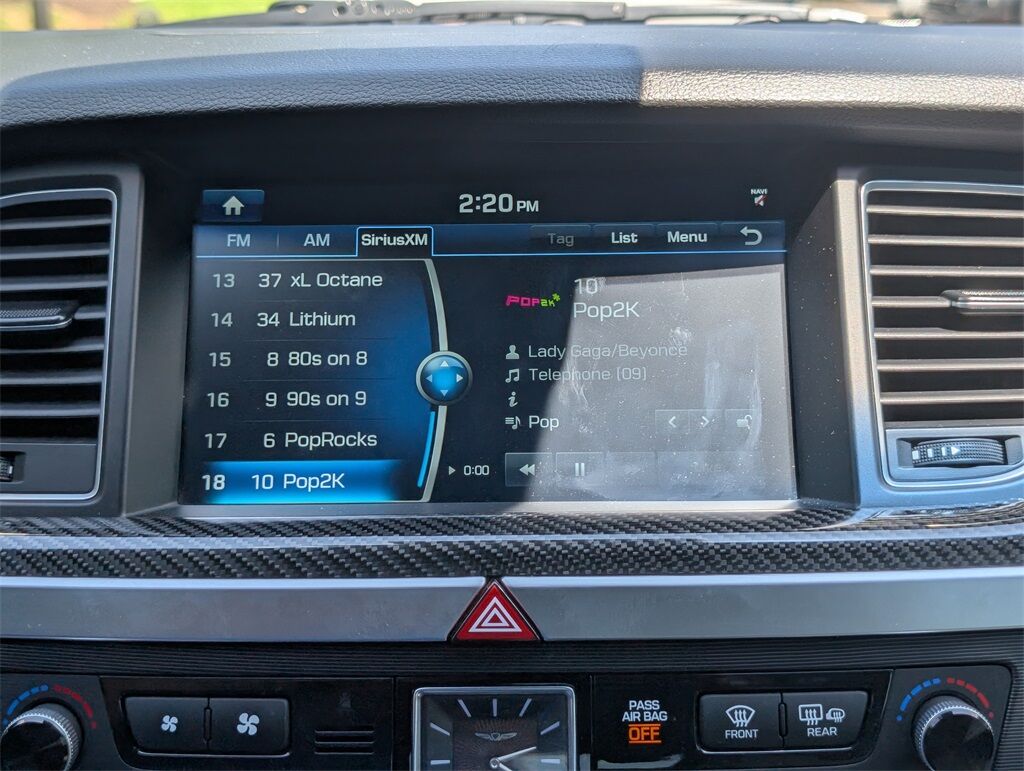 2:20 PM
NAVI
FM AM SiriusXM Tag List Menu
13 37 xL Octane
14 34 Lithium
15 8 80s on 8
16 9 90s on 9
17 6 PopRocks
18 10 Pop2K
POP2K
10
Pop2K
Lady Gaga/Beyonce
Telephone (09)
i
Pop
0:00
PASS
AIR BAG
OFF
FRONT
REAR